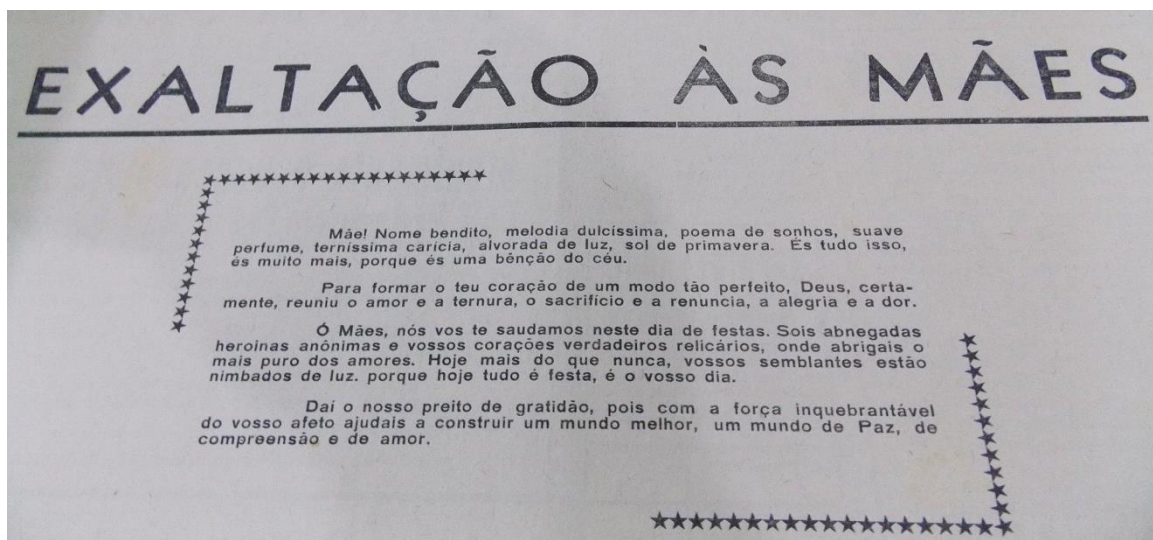 EXALTAÇÃO ÀS MÃES
Mãe! Nome bendito, melodia dulcíssima, poema de sonhos, suave
perfume, terníssima carícia, alvorada de luz, sol de primavera. És tudo isso,
és muito mais, porque és uma bênção do céu.
Para formar o teu coração de um modo tão perfeito, Deus, certa-
mente, reuniu o amor e a ternura, o sacrifício e a renuncia, a alegria e a dor.
Ó Mães, nós vos te saudamos neste dia de festas. Sois abnegadas
heroinas anônimas e vossos corações verdadeiros relicários, onde abrigais o
mais puro dos amores. Hoje mais do que nunca, vossos semblantes estão
nimbados de luz. porque hoje tudo é festa, é o vosso dia.
Daí o nosso preito de gratidão, pois com a força inquebrantável
do vosso afeto ajudais a construir um mundo melhor, um mundo de Paz, de
compreensão e de amor.